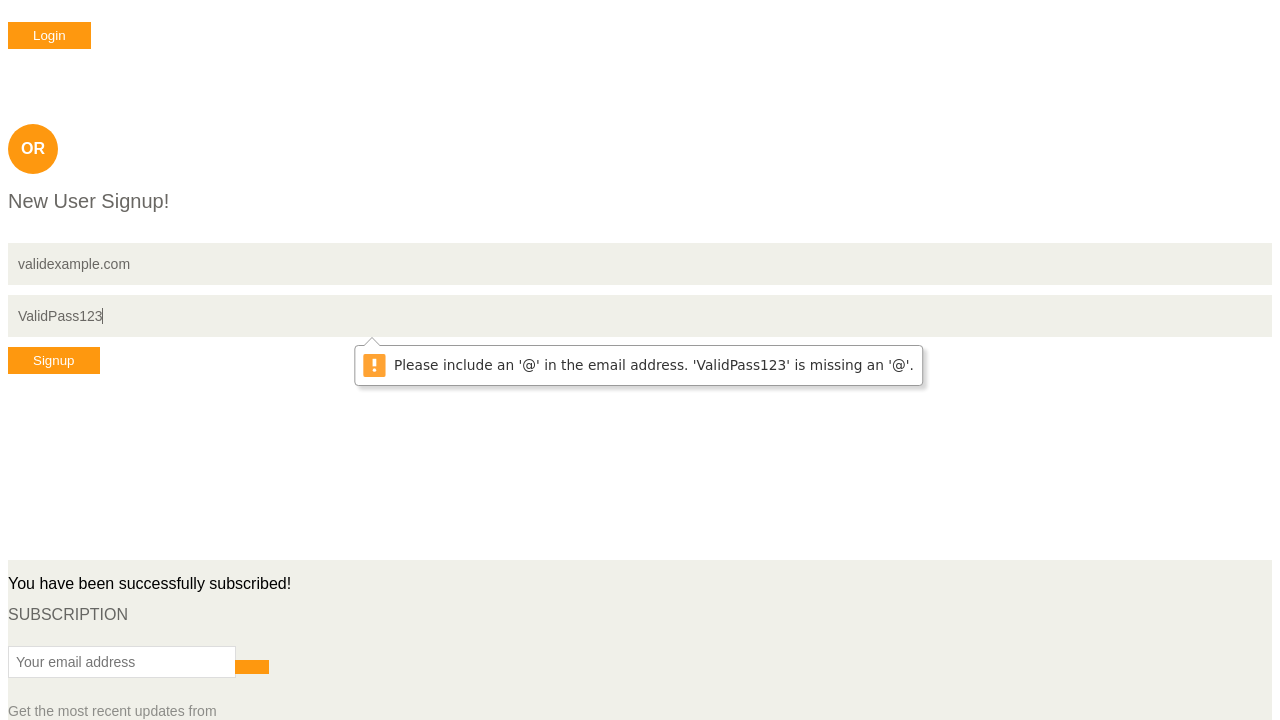 Login
OR
New User Signup!
validexample.com
ValidPass123
Signup
Please include an '@' in the email address. 'ValidPass123' is missing an '@'.
You have been successfully subscribed!
SUBSCRIPTION
Your email address
Get the most recent updates from